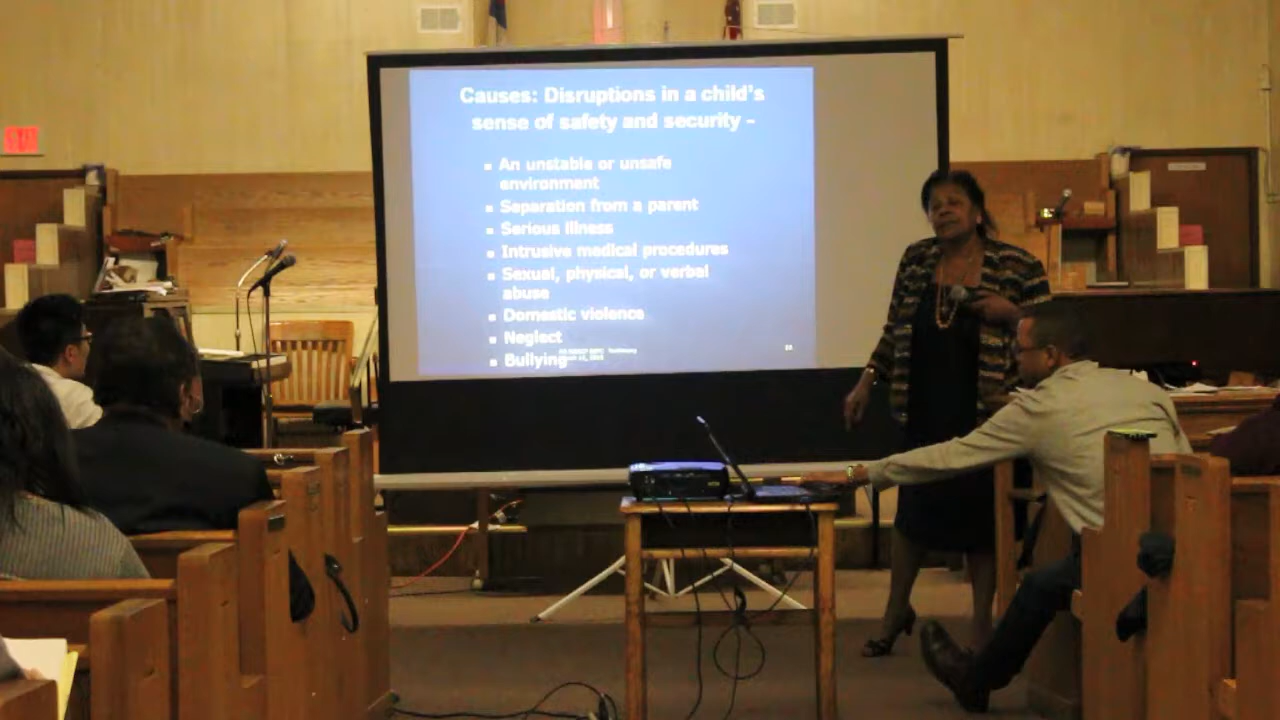 Causes: Disruptions in a child's
sense of safety and security –
▪ An unstable or unsafe
environment
▪ Separation from a parent
▪ Serious illness
▪ Intrusive medical procedures
▪ Sexual, physical, or verbal
abuse
▪ Domestic violence
▪ Neglect
▪ Bullying